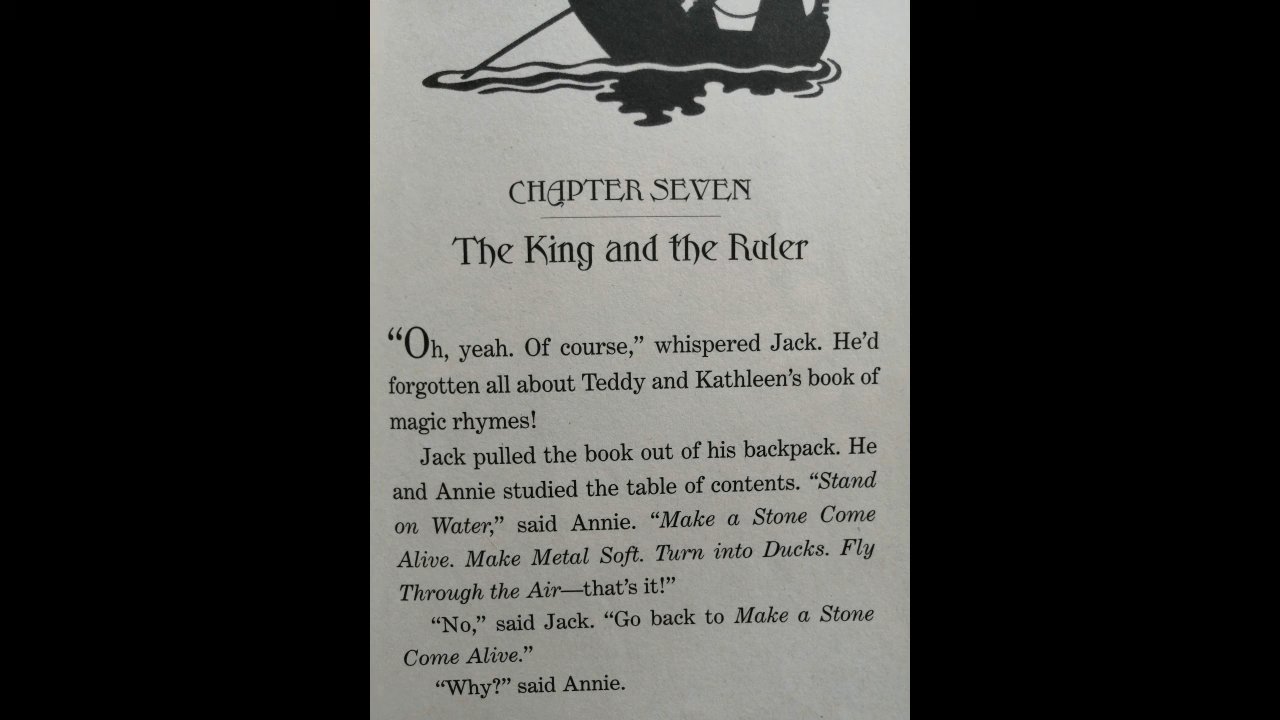 CHAPTER SEVEN
The King and the Ruler
“Oh, yeah. Of course,” whispered Jack. He’d
forgotten all about Teddy and Kathleen’s book of
magic rhymes!
Jack pulled the book out of his backpack. He
and Annie studied the table of contents. “Stand
on Water,” said Annie. “Make a Stone Come
Alive. Make Metal Soft. Turn into Ducks. Fly
Through the Air—that’s it!”
“No,” said Jack. “Go back to Make a Stone
Come Alive.”
“Why?” said Annie.